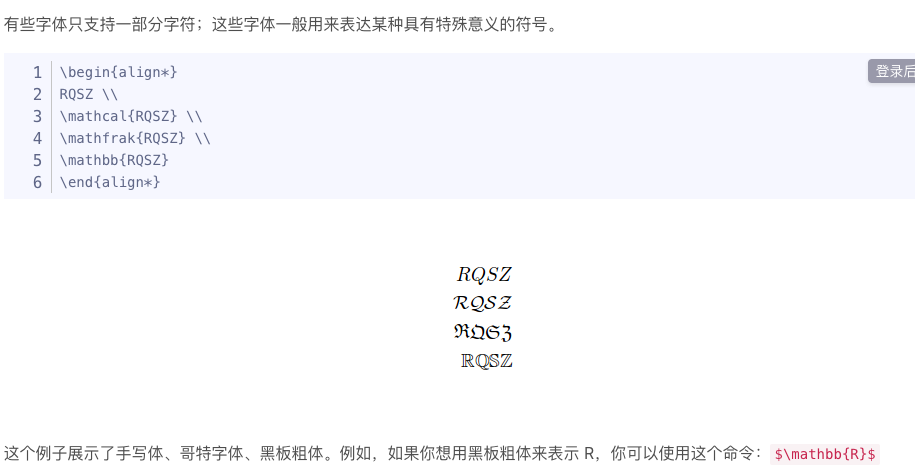 有些字体只支持一部分字符；这些字体一般用来表达某种具有特殊意义的符号。
登录后
1 \begin{align*}
2 RQSZ \\
3 \mathcal{RQSZ} \\
4 \mathfrak{RQSZ} \\
5 \mathbb{RQSZ}
6 \end{align*}
RQSZ
𝓡𝓠𝓢𝓩
ℜ𝔔𝔖ℨ
ℝℚ𝕊ℤ
这个例子展示了手写体、哥特字体、黑板粗体。例如，如果你想用黑板粗体来表示 R，你可以使用这个命令：$\mathbb{R}$